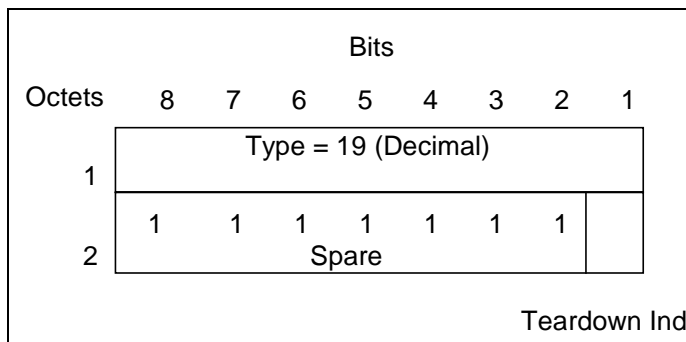 Bits
Octets 8 7 6 5 4 3 2 1
Type = 19 (Decimal)
1
1 1 1 1 1 1 1
2 Spare
Teardown Ind